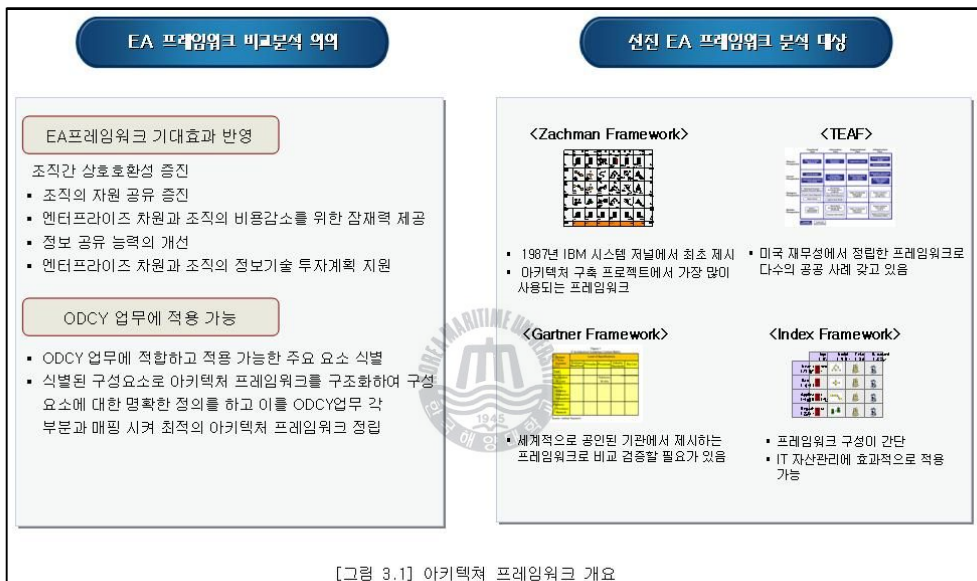 EA 프레임워크 비교분석 의의
선진 EA 프레임워크 분석 대상
EA프레임워크 기대효과 반영
조직간 상호호환성 증진
▪ 조직의 자원 공유 증진
▪ 엔터프라이즈 차원과 조직의 비용감소를 위한 잠재력 제공
▪ 정보 공유 능력의 개선
▪ 엔터프라이즈 차원과 조직의 정보기술 투자계획 지원
ODCY 업무에 적용 가능
▪ ODCY 업무에 적합하고 적용 가능한 주요 요소 식별
▪ 식별된 구성요소로 아키텍처 프레임워크를 구조화하여 구성
요소에 대한 명확한 정의를 하고 이를 ODCY업무 각
부분과 매핑 시켜 최적의 아키텍처 프레임워크 정립
<Zachman Framework>
▪ 1987년 IBM 시스템 저널에서 최초 제시
▪ 아키텍처 구축 프로젝트에서 가장 많이
사용되는 프레임워크
<TEAF>
▪ 미국 재무성에서 정립한 프레임워크로
다수의 공공 사례 갖고 있음
<Gartner Framework>
▪ 세계적으로 공인된 기관에서 제시하는
프레임워크로 비교 검증할 필요가 있음
<Index Framework>
▪ 프레임워크 구성이 간단
▪ IT 자산관리에 효과적으로 적용
가능
KOREA MARITIME UNIVERSITY
1945
[그림 3.1] 아키텍쳐 프레임워크 개요